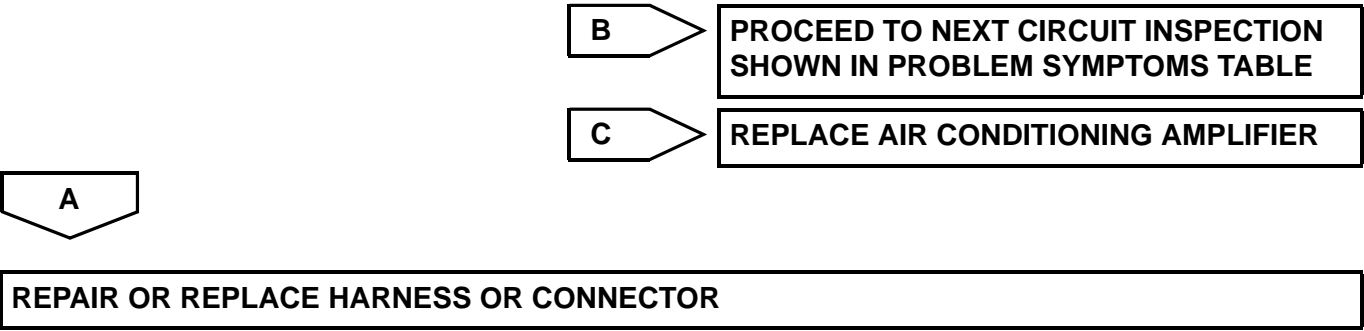 B
PROCEED TO NEXT CIRCUIT INSPECTION
SHOWN IN PROBLEM SYMPTOMS TABLE
C
REPLACE AIR CONDITIONING AMPLIFIER
A
REPAIR OR REPLACE HARNESS OR CONNECTOR